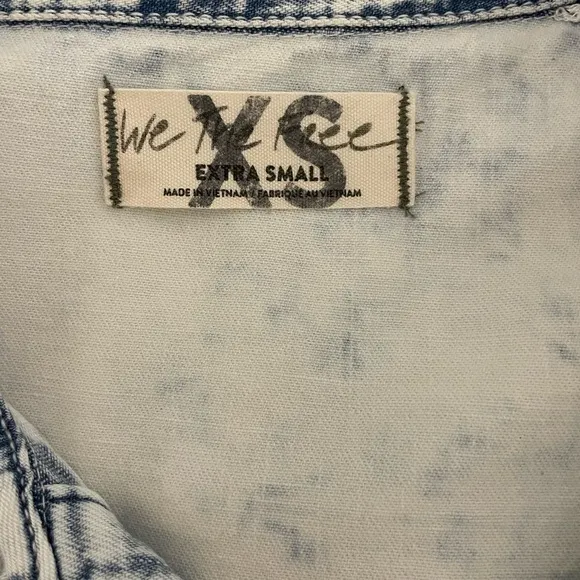 XS
We The Free
EXTRA SMALL
MADE IN VIETNAM / FABRIQUÉ AU VIETNAM